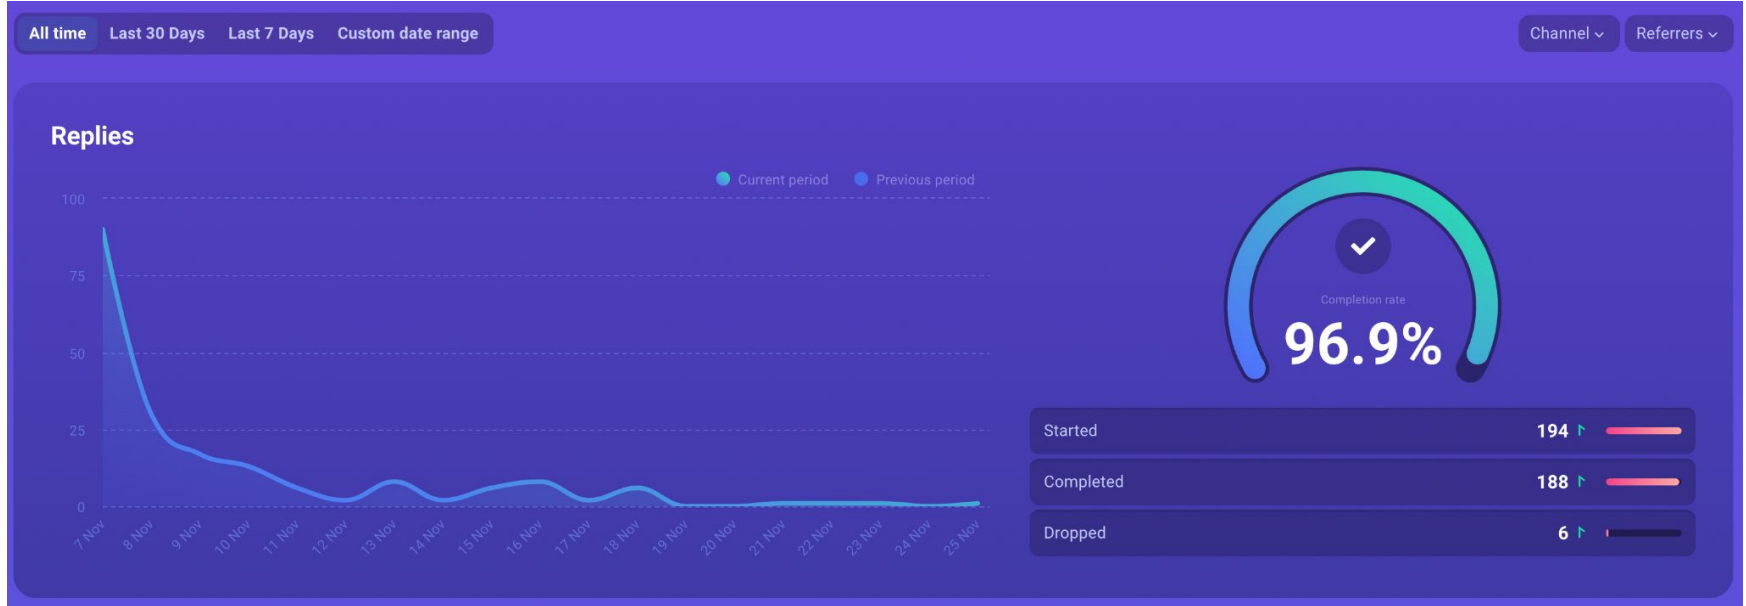 All time Last 30 Days Last 7 Days Custom date range Channel Referrers
Replies
Current period Previous period
100
75
50
25
0
7 Nov 8 Nov 9 Nov 10 Nov 11 Nov 12 Nov 13 Nov 14 Nov 15 Nov 16 Nov 17 Nov 18 Nov 19 Nov 20 Nov 21 Nov 22 Nov 23 Nov 24 Nov 25 Nov
Completion rate
96.9%
Started 194
Completed 188
Dropped 6